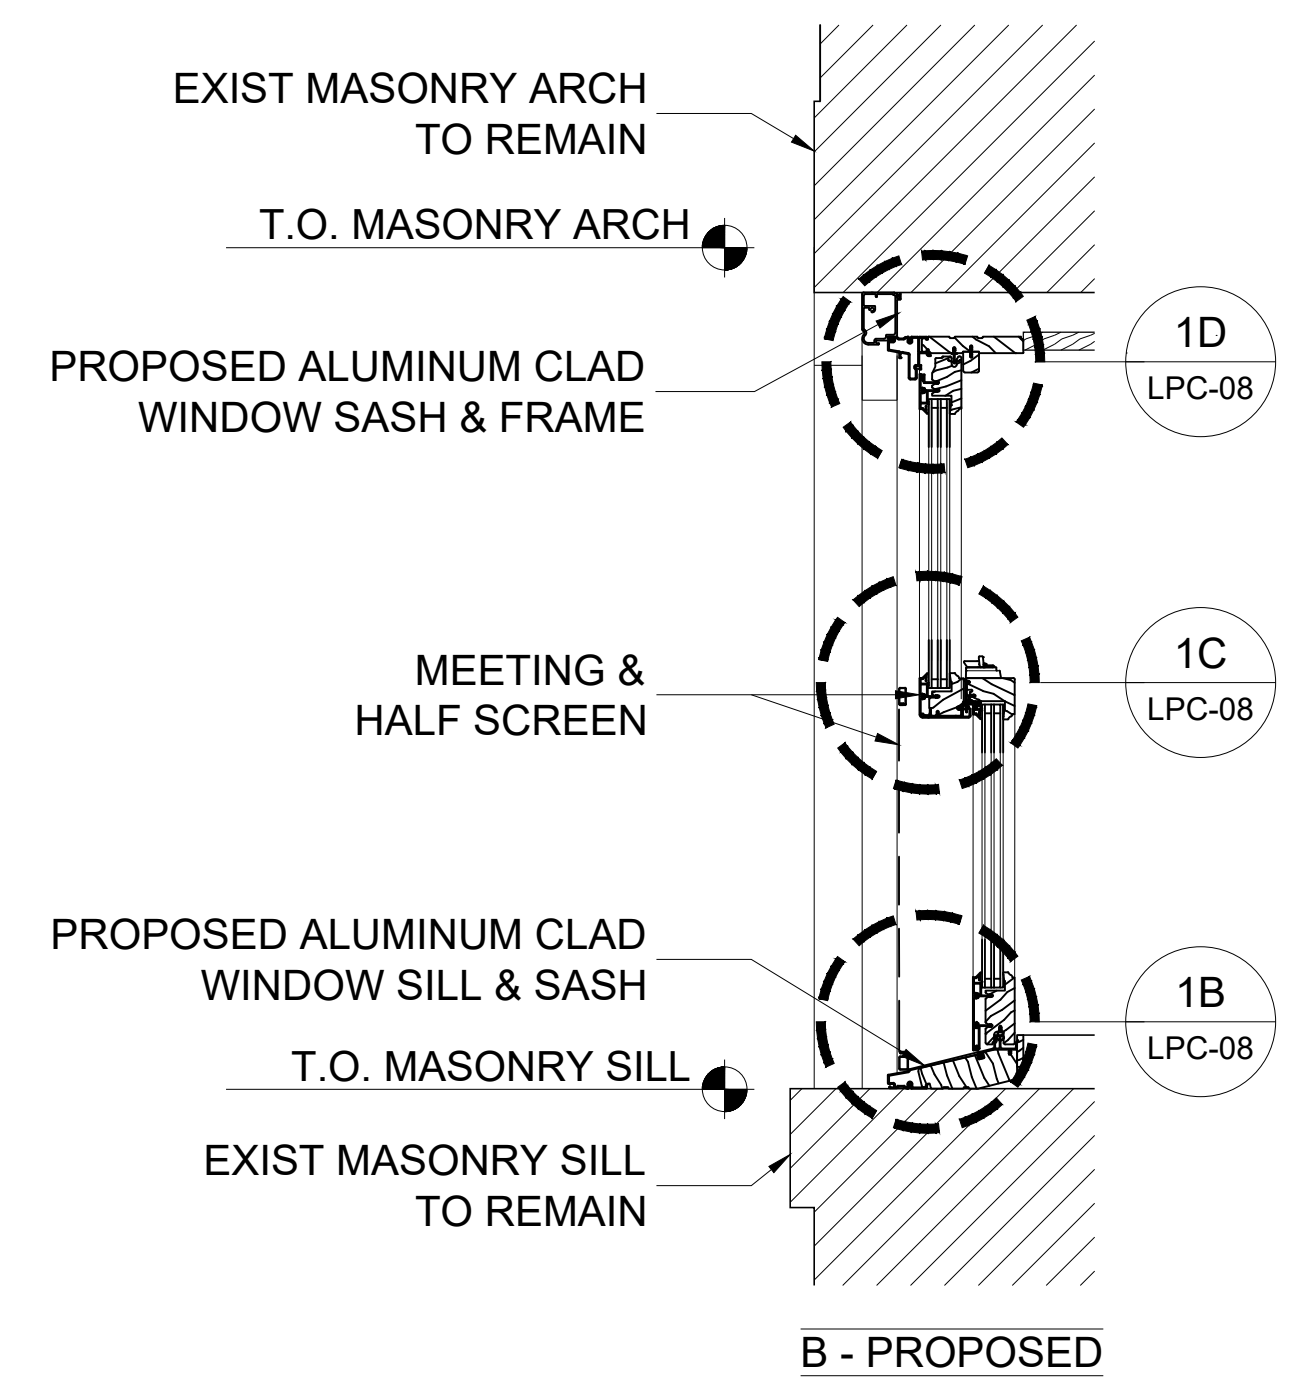 EXIST MASONRY ARCH
TO REMAIN
T.O. MASONRY ARCH
PROPOSED ALUMINUM CLAD
WINDOW SASH & FRAME
1D
LPC-08
MEETING &
HALF SCREEN
1C
LPC-08
PROPOSED ALUMINUM CLAD
WINDOW SILL & SASH
1B
LPC-08
T.O. MASONRY SILL
EXIST MASONRY SILL
TO REMAIN
B - PROPOSED